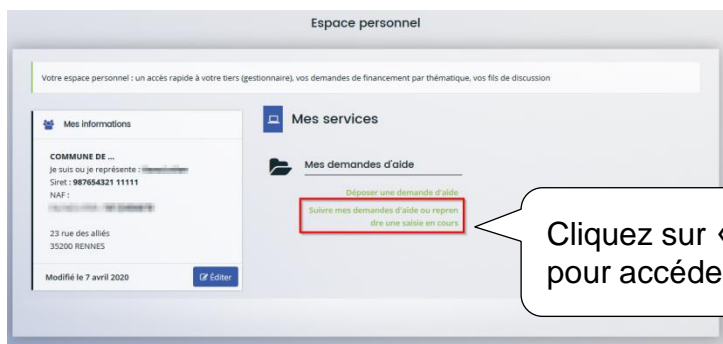 Espace personnel
Votre espace personnel : un accès rapide à votre tiers (gestionnaire), vos demandes de financement par thématique, vos fils de discussion
Mes informations
COMMUNE DE ...
Je suis ou je représente :
Siret : 987654321 11111
NAF :
23 rue des alliés
35200 RENNES
Modifié le 7 avril 2020
Éditer
Mes services
Mes demandes d'aide
Déposer une demande d'aide
Suivre mes demandes d'aide ou repren
dre une saisie en cours
Cliquez sur «
pour accéde